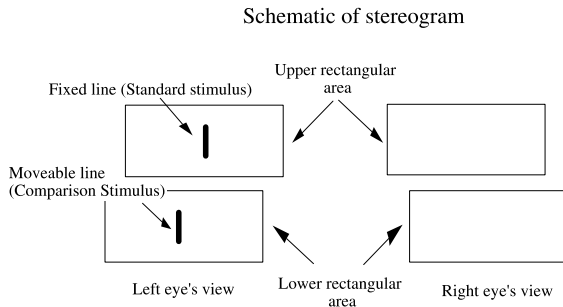 Schematic of stereogram
Upper rectangular
area
Fixed line (Standard stimulus)
Moveable line
(Comparison Stimulus)
Left eye's view
Lower rectangular
area
Right eye's view